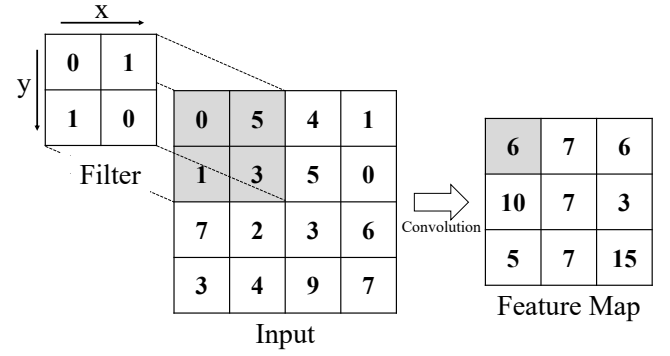 x
y
0 1
1 0
Filter
0 5 4 1
1 3 5 0
7 2 3 6
3 4 9 7
Input
Convolution
6 7 6
10 7 3
5 7 15
Feature Map